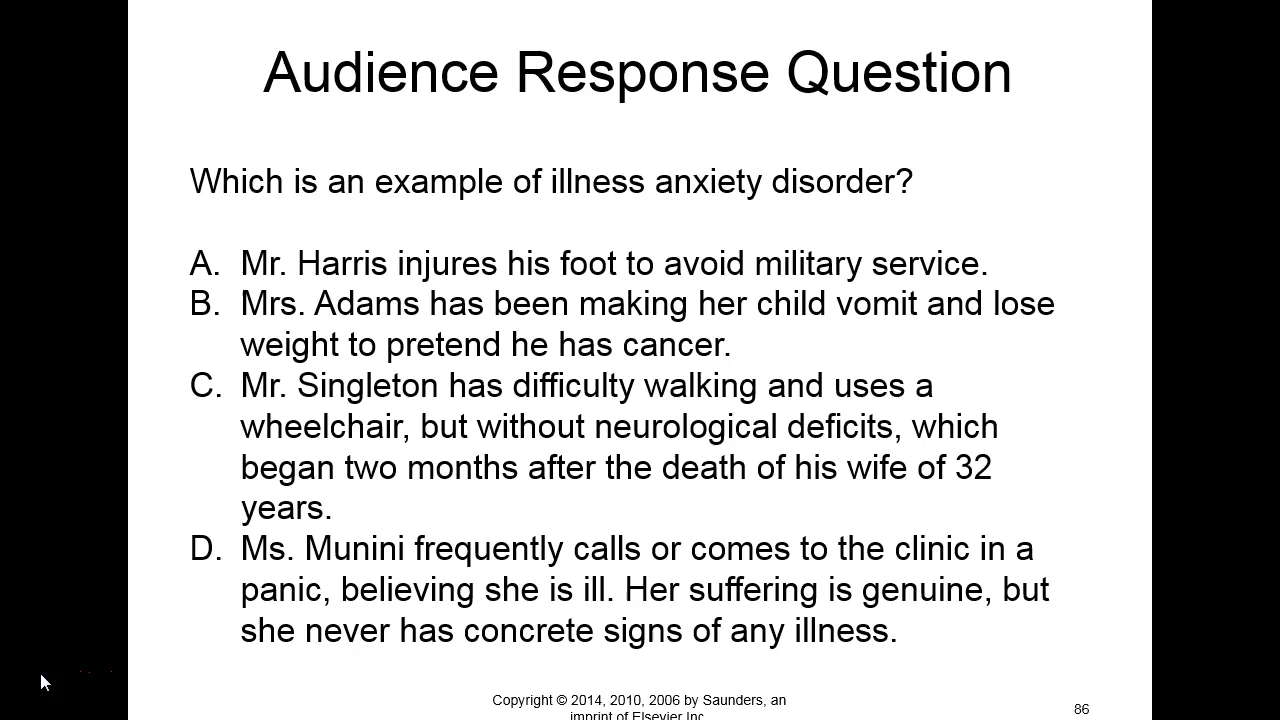 Audience Response Question
Which is an example of illness anxiety disorder?
A. Mr. Harris injures his foot to avoid military service.
B. Mrs. Adams has been making her child vomit and lose
weight to pretend he has cancer.
C. Mr. Singleton has difficulty walking and uses a
wheelchair, but without neurological deficits, which
began two months after the death of his wife of 32
years.
D. Ms. Munini frequently calls or comes to the clinic in a
panic, believing she is ill. Her suffering is genuine, but
she never has concrete signs of any illness.
Copyright © 2014, 2010, 2006 by Saunders, an
imprint of Elsevier Inc
86